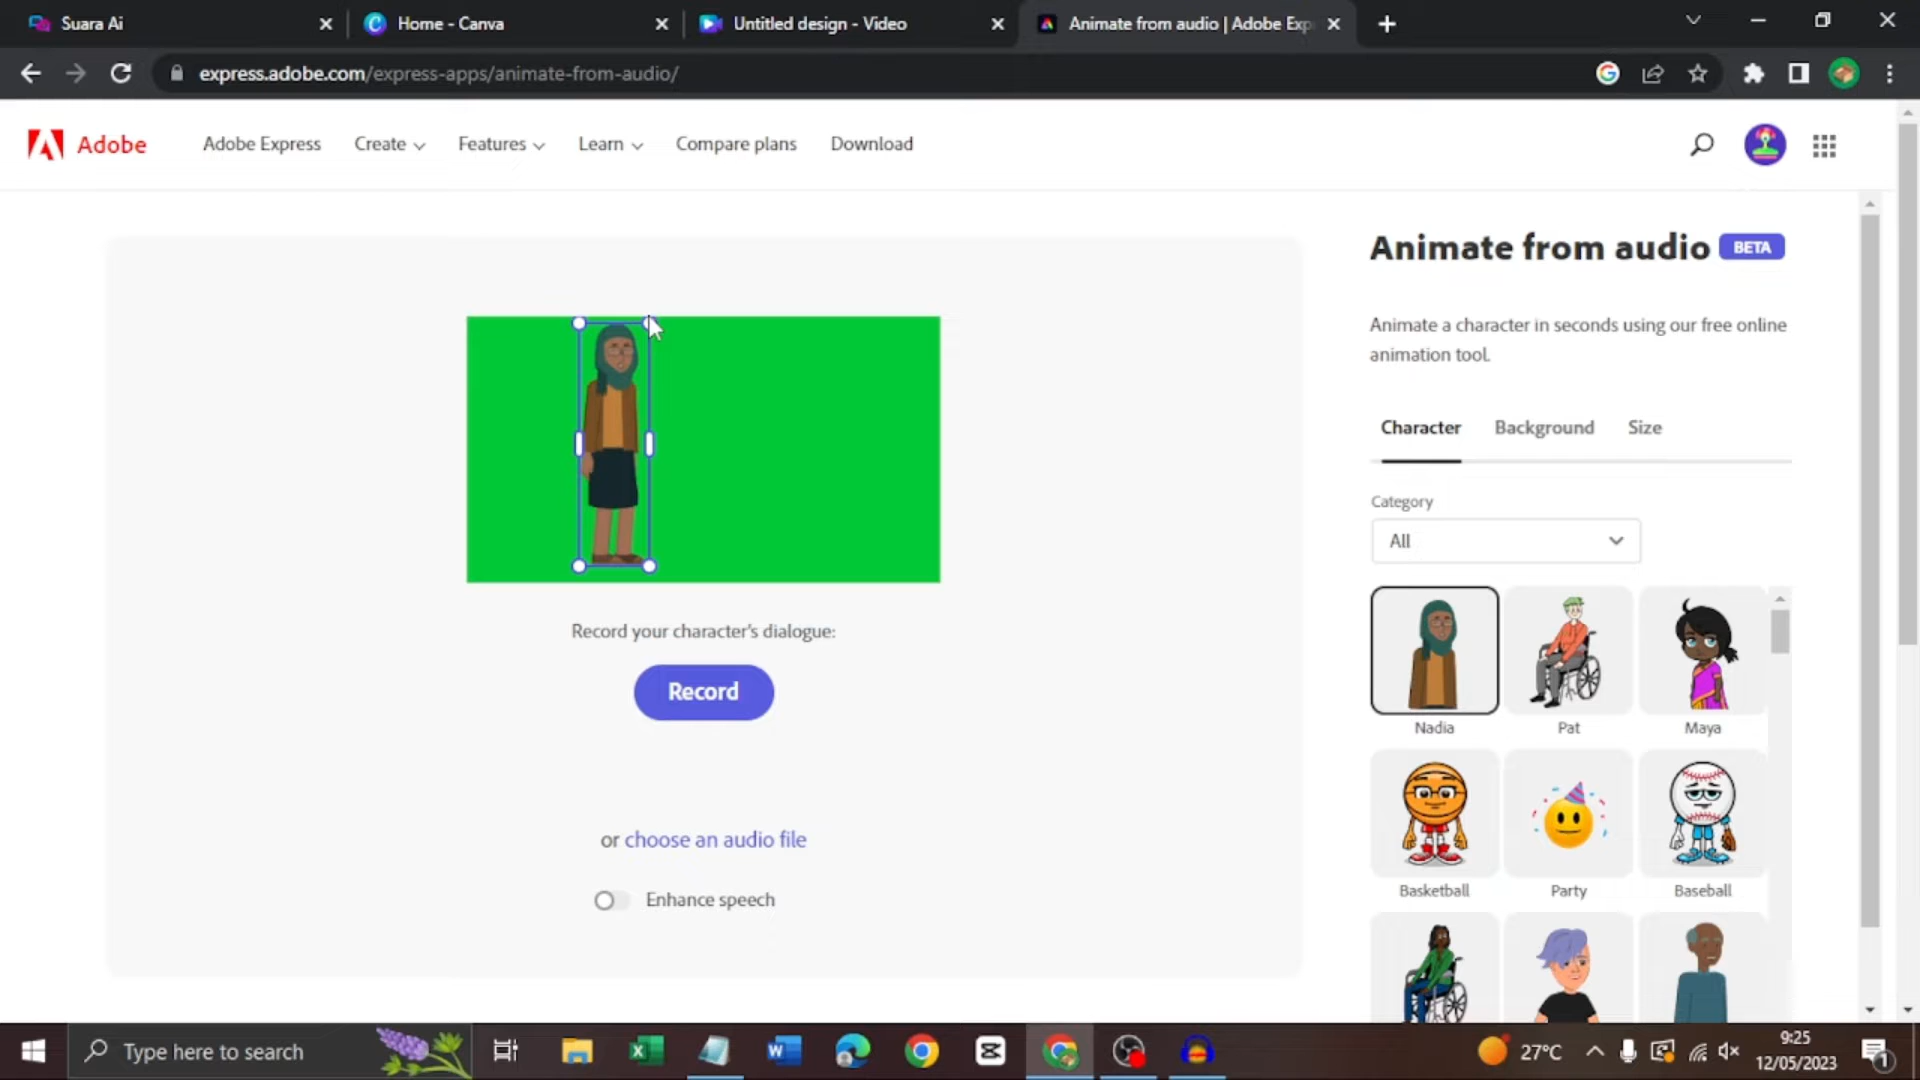 Suara Ai
Home - Canva
Untitled design - Video
Animate from audio | Adobe Exp
express.adobe.com/express-apps/animate-from-audio/
Adobe
Adobe Express
Create
Features
Learn
Compare plans
Download
Animate from audio BETA
Animate a character in seconds using our free online
animation tool.
Character
Background
Size
Category
All
Nadia
Pat
Maya
Basketball
Party
Baseball
Record your character's dialogue:
Record
or choose an audio file
Enhance speech
Type here to search
27°C
9:25
12/05/2023
1